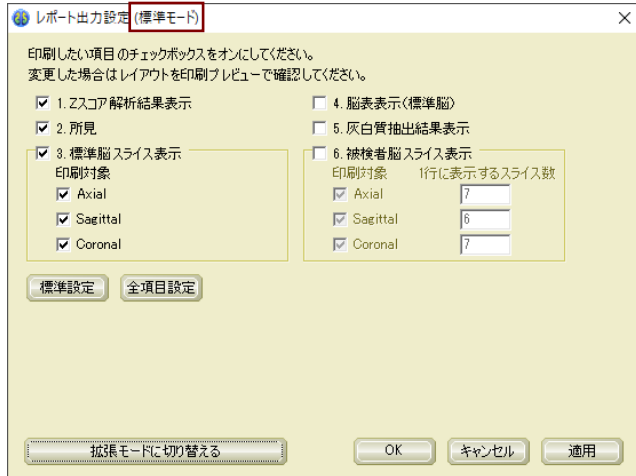 レポート出力設定 (標準モード)
印刷したい項目のチェックボックスをオンにしてください。
変更した場合はレイアウトを印刷プレビューで確認してください。
1. Zスコア解析結果表示
2. 所見
3. 標準脳スライス表示
印刷対象
Axial
Sagittal
Coronal
4. 脳表表示(標準脳)
5. 灰白質抽出結果表示
6. 被検者脳スライス表示
印刷対象 1行に表示するスライス数
Axial 7
Sagittal 6
Coronal 7
標準設定 全項目設定
拡張モードに切り替える OK キャンセル 適用